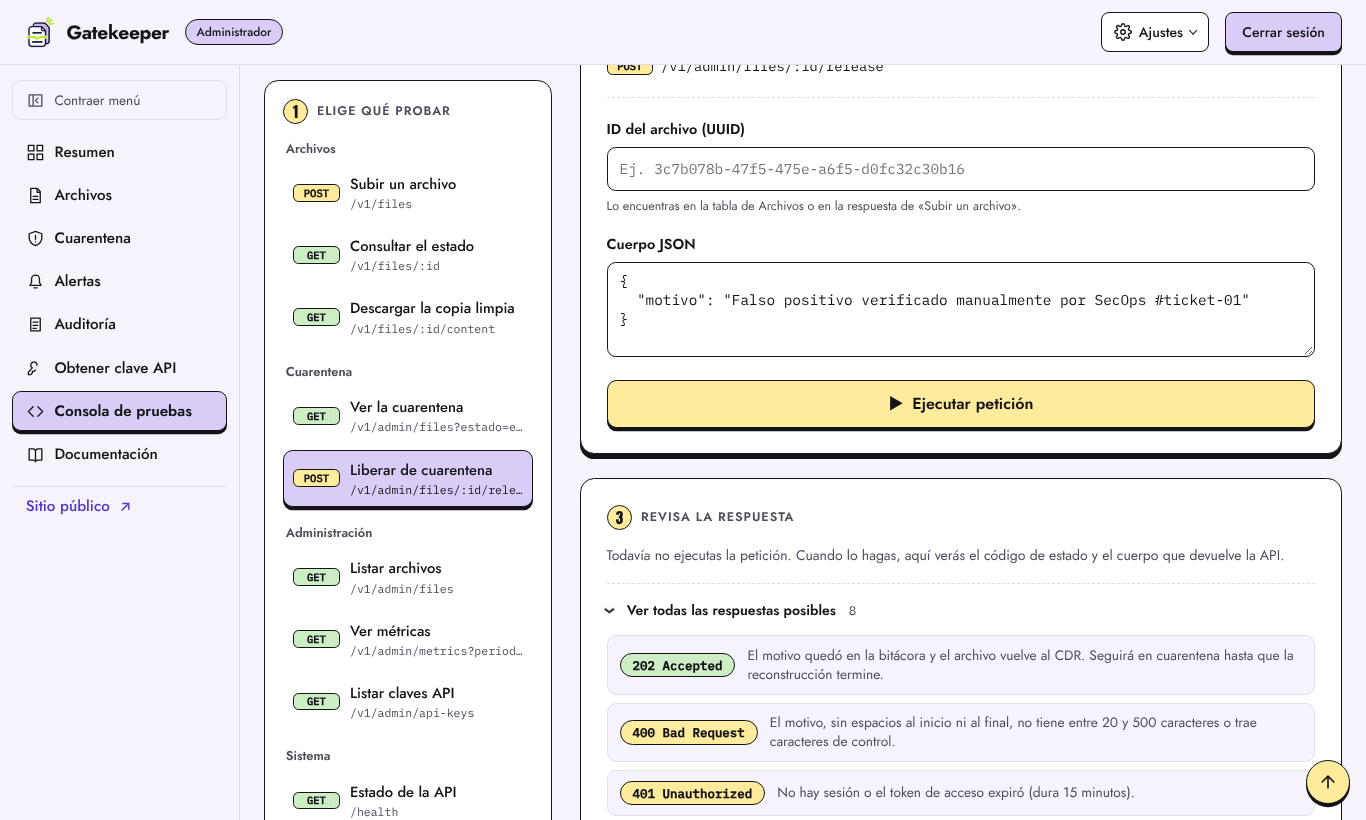 Gatekeeper
Administrador
Ajustes
Cerrar sesión
Contraer menú
Resumen
Archivos
Cuarentena
Alertas
Auditoría
Obtener clave API
Consola de pruebas
Documentación
Sitio público
1 ELIGE QUÉ PROBAR
Archivos
POST Subir un archivo
/v1/files
GET Consultar el estado
/v1/files/:id
GET Descargar la copia limpia
/v1/files/:id/content
Cuarentena
GET Ver la cuarentena
/v1/admin/files?estado=e…
POST Liberar de cuarentena
/v1/admin/files/:id/rele…
Administración
GET Listar archivos
/v1/admin/files
GET Ver métricas
/v1/admin/metrics?period…
GET Listar claves API
/v1/admin/api-keys
Sistema
GET Estado de la API
/health
POST /v1/admin/files/:id/release
ID del archivo (UUID)
Ej. 3c7b078b-47f5-475e-a6f5-d0fc32c30b16
Lo encuentras en la tabla de Archivos o en la respuesta de «Subir un archivo».
Cuerpo JSON
{
"motivo": "Falso positivo verificado manualmente por SecOps #ticket-01"
}
Ejecutar petición
3 REVISA LA RESPUESTA
Todavía no ejecutas la petición. Cuando lo hagas, aquí verás el código de estado y el cuerpo que devuelve la API.
Ver todas las respuestas posibles 8
202 Accepted El motivo quedó en la bitácora y el archivo vuelve al CDR. Seguirá en cuarentena hasta que la
reconstrucción termine.
400 Bad Request El motivo, sin espacios al inicio ni al final, no tiene entre 20 y 500 caracteres o trae
caracteres de control.
401 Unauthorized No hay sesión o el token de acceso expiró (dura 15 minutos).